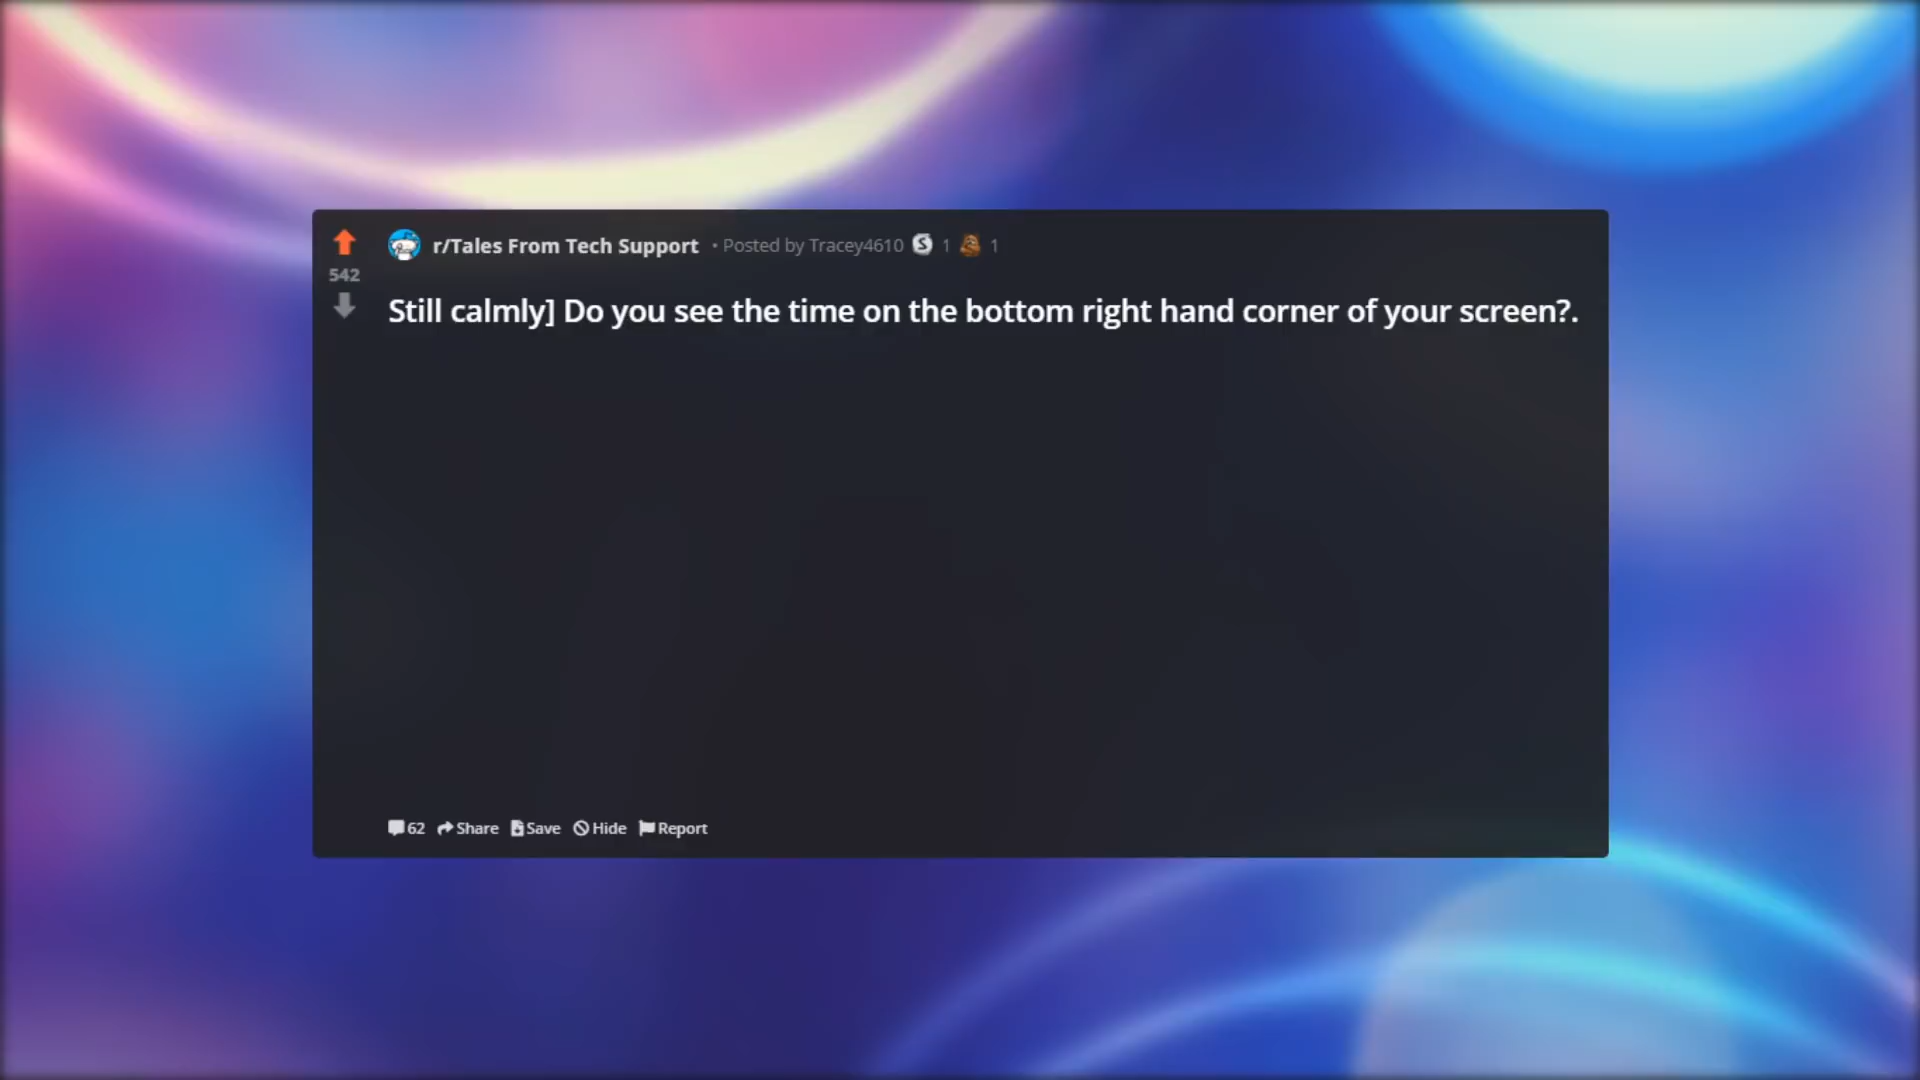 r/Tales From Tech Support • Posted by Tracey4610 1 1
542
Still calmly] Do you see the time on the bottom right hand corner of your screen?.
62 Share Save Hide Report